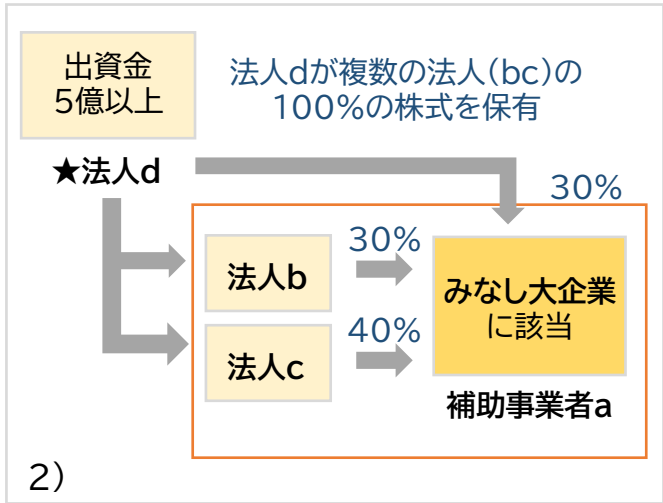 出資金
5億以上
法人dが複数の法人(bc)の
100%の株式を保有
★法人d
30%
法人b
30%
みなし大企業
に該当
法人c
40%
補助事業者a
2)